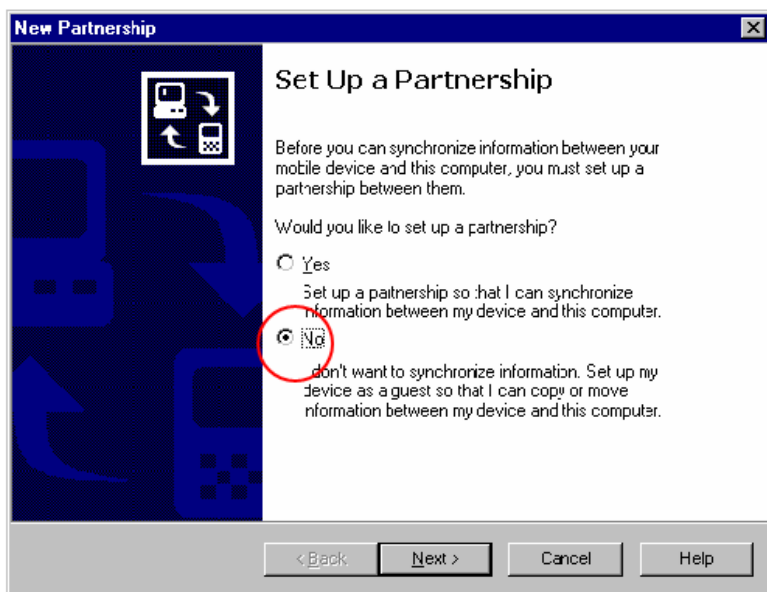 New Partnership
Set Up a Partnership
Before you can synchronize information between your
mobile device and this computer, you must set up a
partnership between them.
Would you like to set up a partnership?
Yes
Set up a partnership so that I can synchronize
information between my device and this computer.
No
I don't want to synchronize information. Set up my
device as a guest so that I can copy or move
information between my device and this computer.
< Back Next > Cancel Help